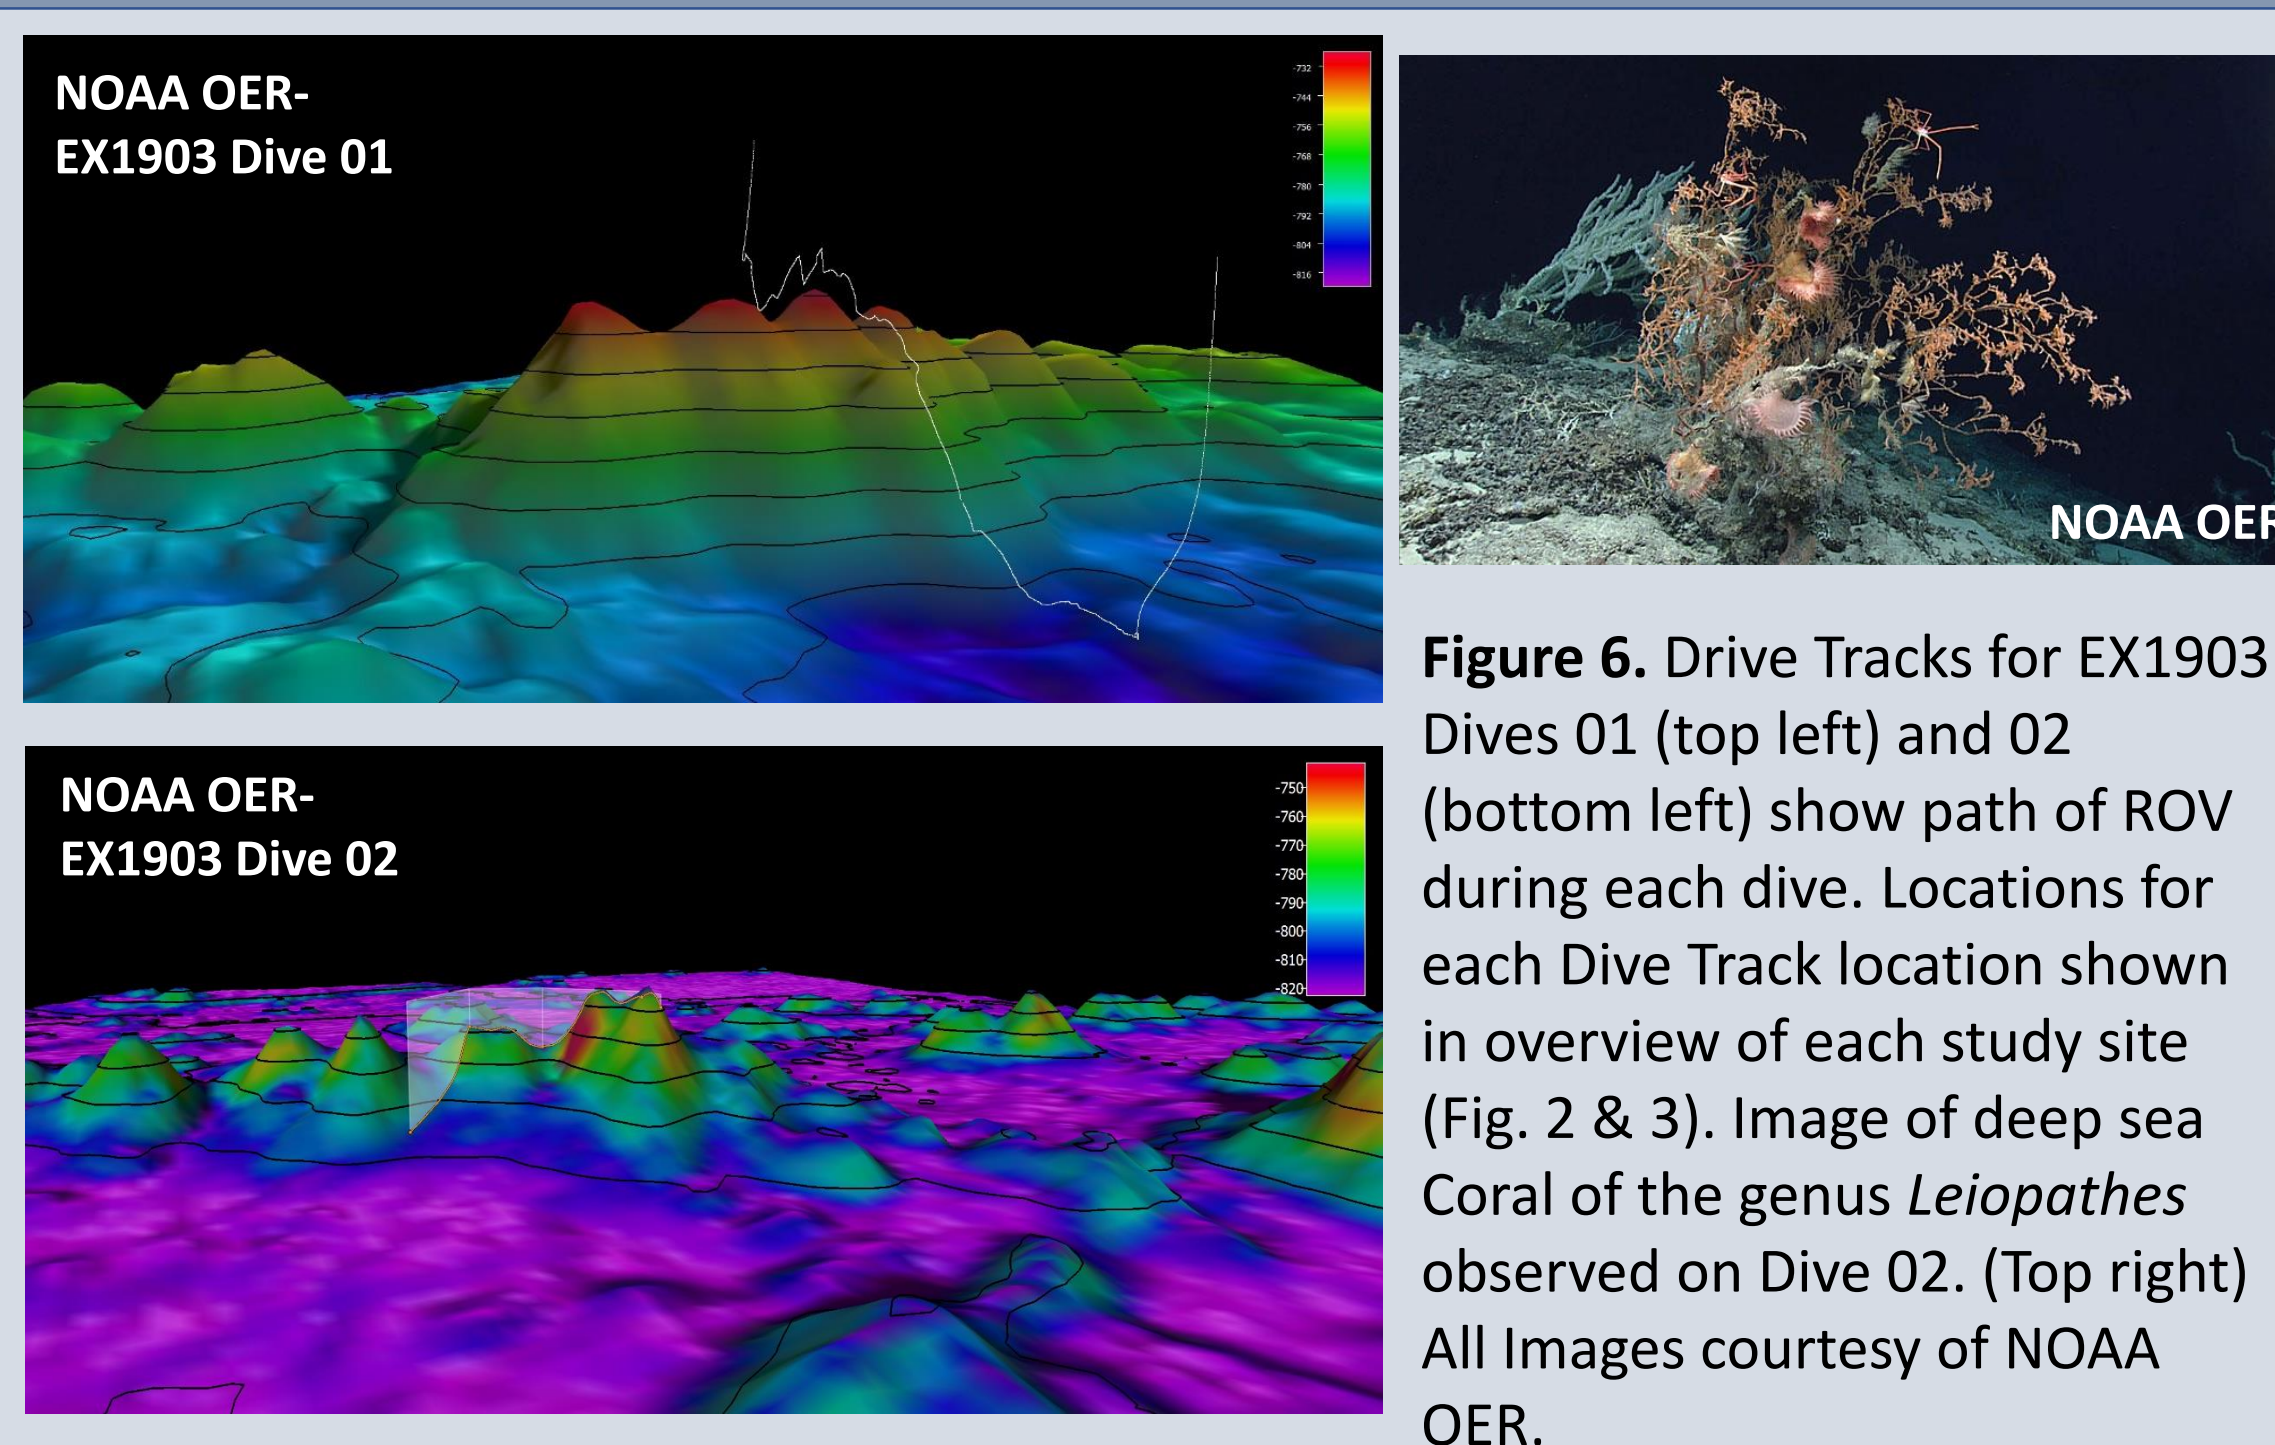 NOAA OER-
EX1903 Dive 01
-732
-744
-756
-768
-780
-792
-804
-816
NOAA OER
NOAA OER-
EX1903 Dive 02
-750
-760
-770
-780
-790
-800
-810
-820
Figure 6. Drive Tracks for EX1903
Dives 01 (top left) and 02
(bottom left) show path of ROV
during each dive. Locations for
each Dive Track location shown
in overview of each study site
(Fig. 2 & 3). Image of deep sea
Coral of the genus Leiopathes
observed on Dive 02. (Top right)
All Images courtesy of NOAA
OER.